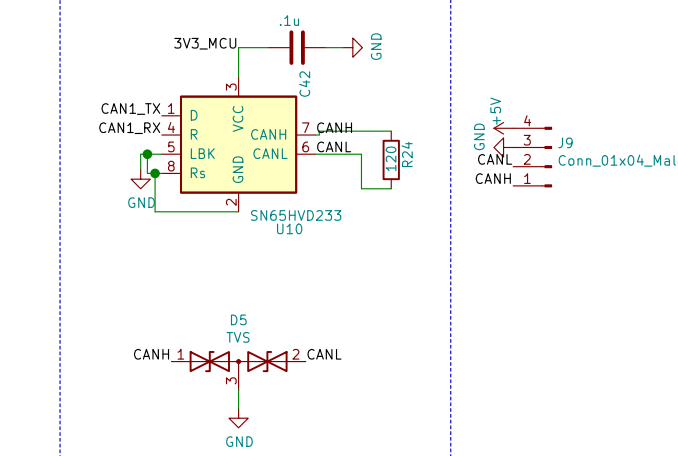 .1u
3V3_MCU
GND
C42
3
CAN1_TX 1 D
VCC
CAN1_RX 4 R
CANH 7 CANH
5 LBK
CANL 6 CANL
8 Rs
GND
120
R24
GND
2
SN65HVD233
U10
+5V
4
GND
3
J9
CANL 2
Conn_01x04_Mal
CANH 1
D5
TVS
CANH 1
2 CANL
3
GND